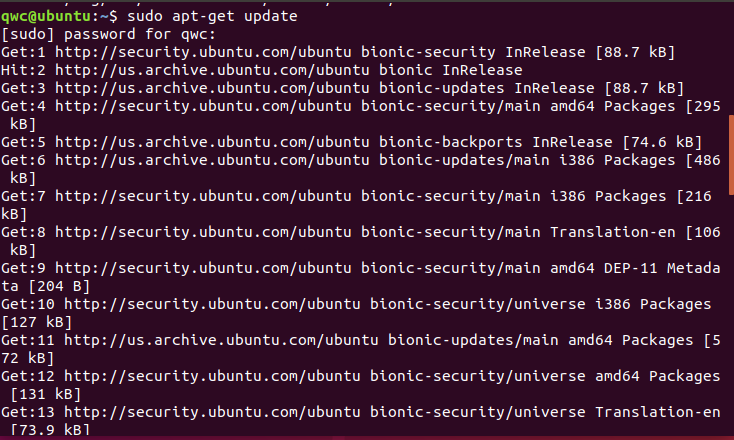 qwc@ubuntu:~$ sudo apt-get update
[sudo] password for qwc:
Get:1 http://security.ubuntu.com/ubuntu bionic-security InRelease [88.7 kB]
Hit:2 http://us.archive.ubuntu.com/ubuntu bionic InRelease
Get:3 http://us.archive.ubuntu.com/ubuntu bionic-updates InRelease [88.7 kB]
Get:4 http://security.ubuntu.com/ubuntu bionic-security/main amd64 Packages [295
 kB]
Get:5 http://us.archive.ubuntu.com/ubuntu bionic-backports InRelease [74.6 kB]
Get:6 http://us.archive.ubuntu.com/ubuntu bionic-updates/main i386 Packages [486
 kB]
Get:7 http://security.ubuntu.com/ubuntu bionic-security/main i386 Packages [216
kB]
Get:8 http://security.ubuntu.com/ubuntu bionic-security/main Translation-en [106
 kB]
Get:9 http://security.ubuntu.com/ubuntu bionic-security/main amd64 DEP-11 Metada
ta [204 B]
Get:10 http://security.ubuntu.com/ubuntu bionic-security/universe i386 Packages
[127 kB]
Get:11 http://us.archive.ubuntu.com/ubuntu bionic-updates/main amd64 Packages [5
72 kB]
Get:12 http://security.ubuntu.com/ubuntu bionic-security/universe amd64 Packages
 [131 kB]
Get:13 http://security.ubuntu.com/ubuntu bionic-security/universe Translation-en
 [73.9 kB]